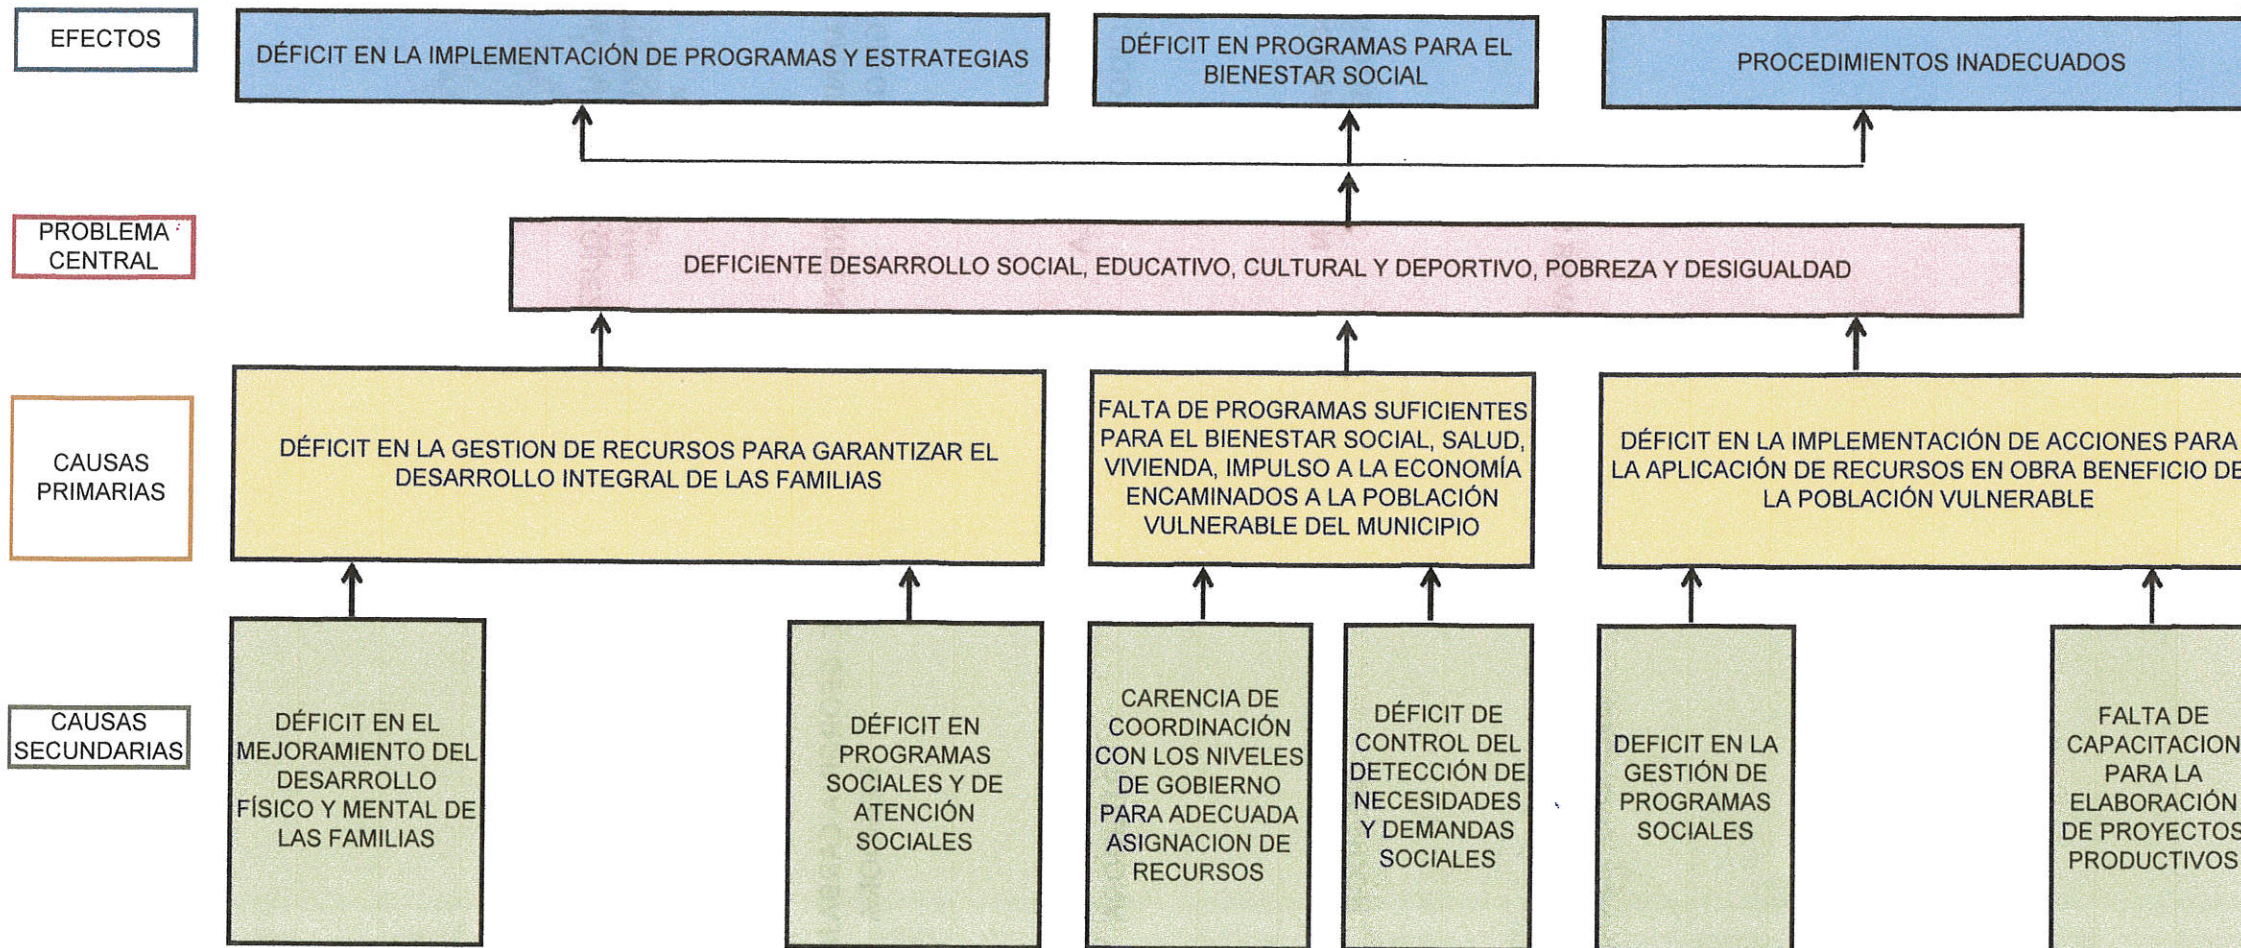 EFECTOS
DÉFICIT EN LA IMPLEMENTACIÓN DE PROGRAMAS Y ESTRATEGIAS
DÉFICIT EN PROGRAMAS PARA EL
BIENESTAR SOCIAL
PROCEDIMIENTOS INADECUADOS
PROBLEMA
CENTRAL
DEFICIENTE DESARROLLO SOCIAL, EDUCATIVO, CULTURAL Y DEPORTIVO, POBREZA Y DESIGUALDAD
CAUSAS
PRIMARIAS
DÉFICIT EN LA GESTION DE RECURSOS PARA GARANTIZAR EL
DESARROLLO INTEGRAL DE LAS FAMILIAS
FALTA DE PROGRAMAS SUFICIENTES
PARA EL BIENESTAR SOCIAL, SALUD,
VIVIENDA, IMPULSO A LA ECONOMÍA
ENCAMINADOS A LA POBLACIÓN
VULNERABLE DEL MUNICIPIO
DÉFICIT EN LA IMPLEMENTACIÓN DE ACCIONES PARA
LA APLICACIÓN DE RECURSOS EN OBRA BENEFICIO DE
LA POBLACIÓN VULNERABLE
CAUSAS
SECUNDARIAS
DÉFICIT EN EL
MEJORAMIENTO DEL
DESARROLLO
FÍSICO Y MENTAL DE
LAS FAMILIAS
DÉFICIT EN
PROGRAMAS
SOCIALES Y DE
ATENCIÓN
SOCIALES
CARENCIA DE
COORDINACIÓN
CON LOS NIVELES
DE GOBIERNO
PARA ADECUADA
ASIGNACION DE
RECURSOS
DÉFICIT DE
CONTROL DEL
DETECCIÓN DE
NECESIDADES
Y DEMANDAS
SOCIALES
DEFICIT EN LA
GESTIÓN DE
PROGRAMAS
SOCIALES
FALTA DE
CAPACITACION
PARA LA
ELABORACIÓN
DE PROYECTOS
PRODUCTIVOS